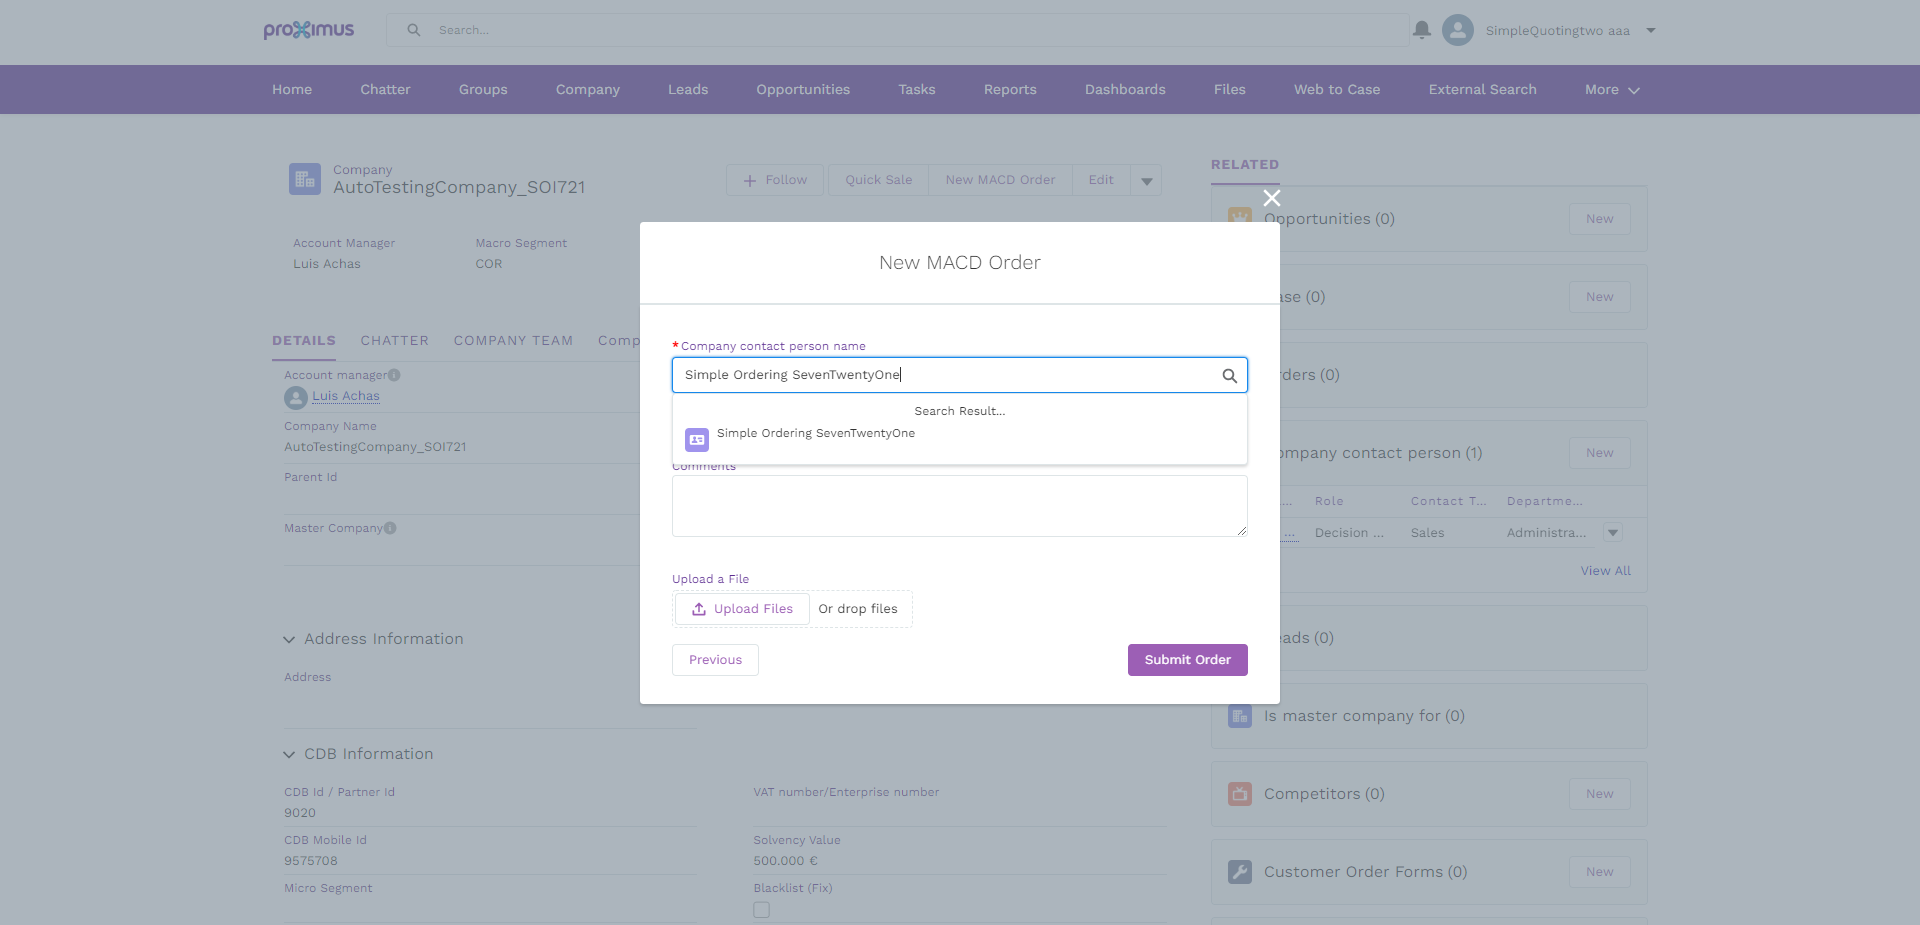 proximus
Search...
SimpleQuotingtwo aaa
Home Chatter Groups Company Leads Opportunities Tasks Reports Dashboards Files Web to Case External Search More
Company
AutoTestingCompany_SOI721
Follow Quick Sale New MACD Order Edit
Account Manager Macro Segment
Luis Achas COR
DETAILS CHATTER COMPANY TEAM Comp
Account manager
Luis Achas
Company Name
AutoTestingCompany_SOI721
Parent Id
Master Company
Address Information
Address
CDB Information
CDB Id / Partner Id VAT number/Enterprise number
9020
CDB Mobile Id Solvency Value
9575708 500.000 €
Micro Segment Blacklist (Fix)
New MACD Order
*Company contact person name
Simple Ordering SevenTwentyOne
Search Result...
Simple Ordering SevenTwentyOne
Comments
Upload a File
Upload Files Or drop files
Previous Submit Order
RELATED
Opportunities (0) New
ase (0) New
rders (0)
ompany contact person (1) New
... Role Contact T... Departme...
... Decision ... Sales Administra...
View All
eads (0)
Is master company for (0)
Competitors (0) New
Customer Order Forms (0) New